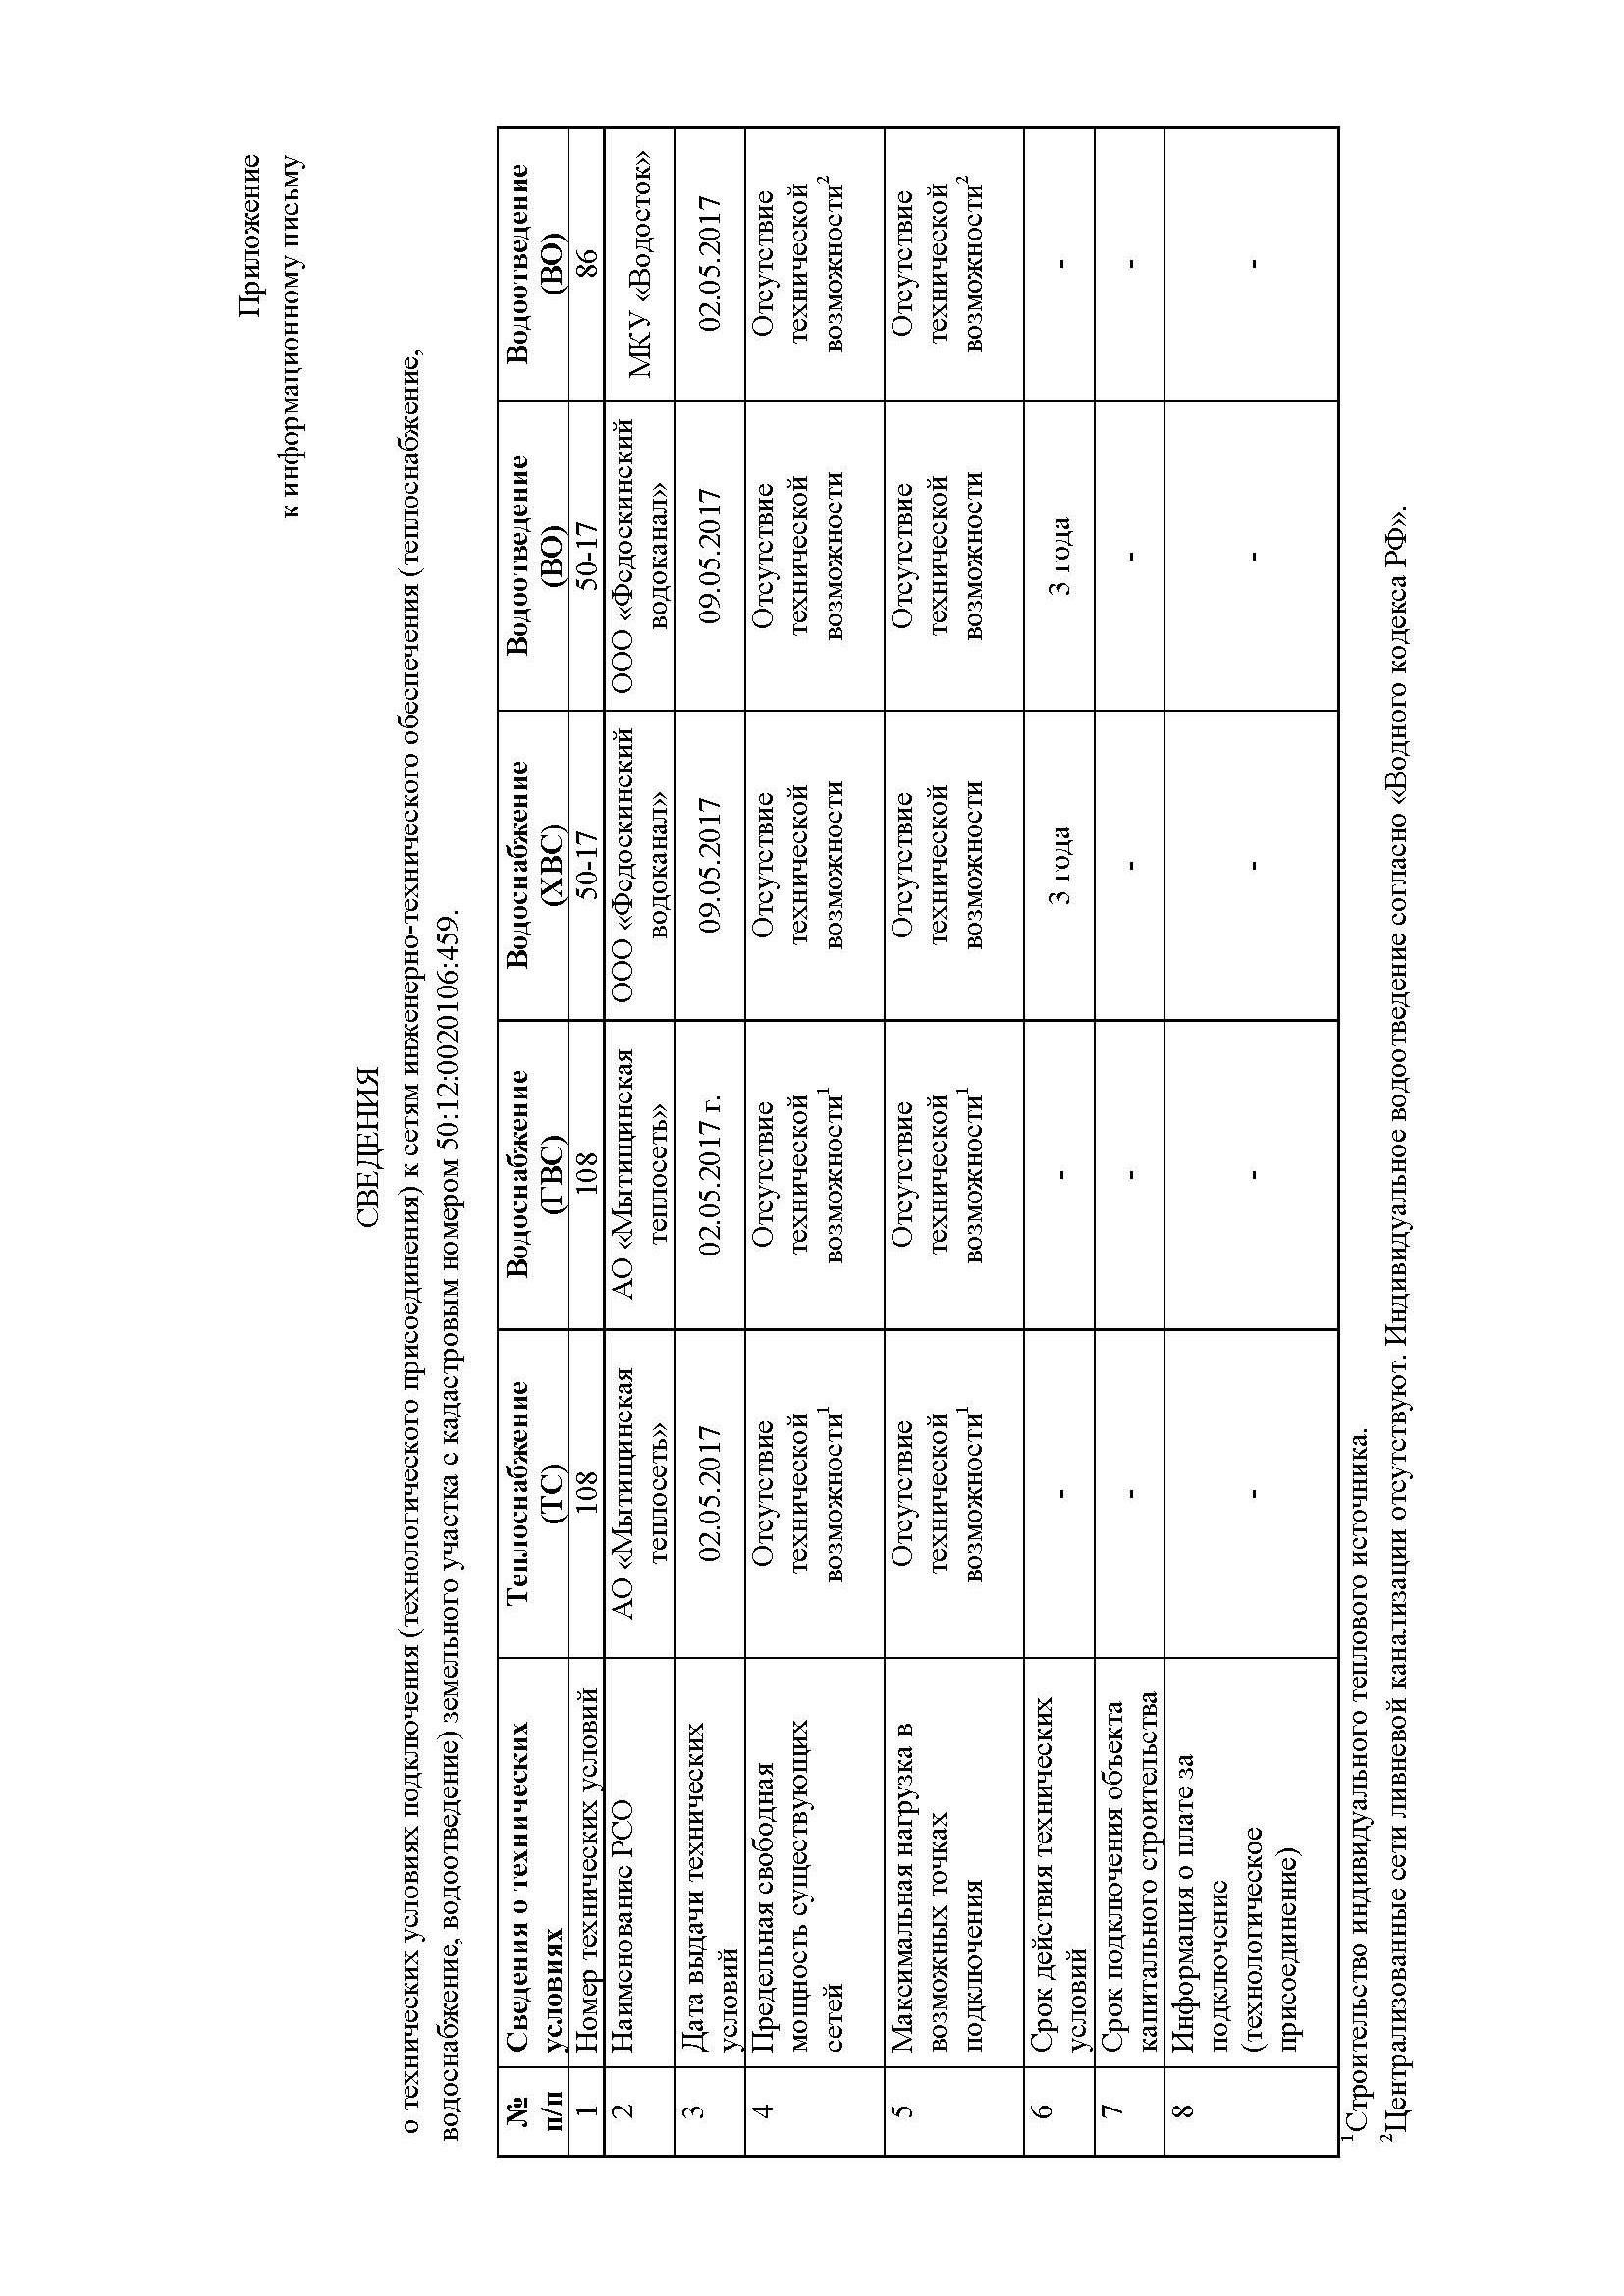 Приложение
к информационному письму
СВЕДЕНИЯ
о технических условиях подключения (технологического присоединения) к сетям инженерно-технического обеспечения (теплоснабжение,
водоснабжение, водоотведение) земельного участка с кадастровым номером 50:12:0020106:459.
№ Сведения о технических Теплоснабжение Водоснабжение Водоснабжение Водоотведение Водоотведение
п/п условиях (ТС) (ГВС) (ХВС) (ВО) (ВО)
1 Номер технических условий 108 108 50-17 50-17 86
2 Наименование РСО АО «Мытищинская АО «Мытищинская ООО «Федоскинский ООО «Федоскинский МКУ «Водосток»
теплосеть» теплосеть» водоканал» водоканал»
3 Дата выдачи технических 02.05.2017 02.05.2017 г. 09.05.2017 09.05.2017 02.05.2017
условий
4 Предельная свободная Отсутствие Отсутствие Отсутствие Отсутствие Отсутствие
мощность существующих технической технической технической технической технической
сетей возможности¹ возможности¹ возможности возможности возможности²
5 Максимальная нагрузка в Отсутствие Отсутствие Отсутствие Отсутствие Отсутствие
возможных точках технической технической технической технической технической
подключения возможности¹ возможности¹ возможности возможности возможности²
6 Срок действия технических - - 3 года 3 года -
условий
7 Срок подключения объекта - - - - -
капитального строительства
8 Информация о плате за
подключение
(технологическое - - - - -
присоединение)
¹Строительство индивидуального теплового источника.
²Централизованные сети ливневой канализации отсутствуют. Индивидуальное водоотведение согласно «Водного кодекса РФ».